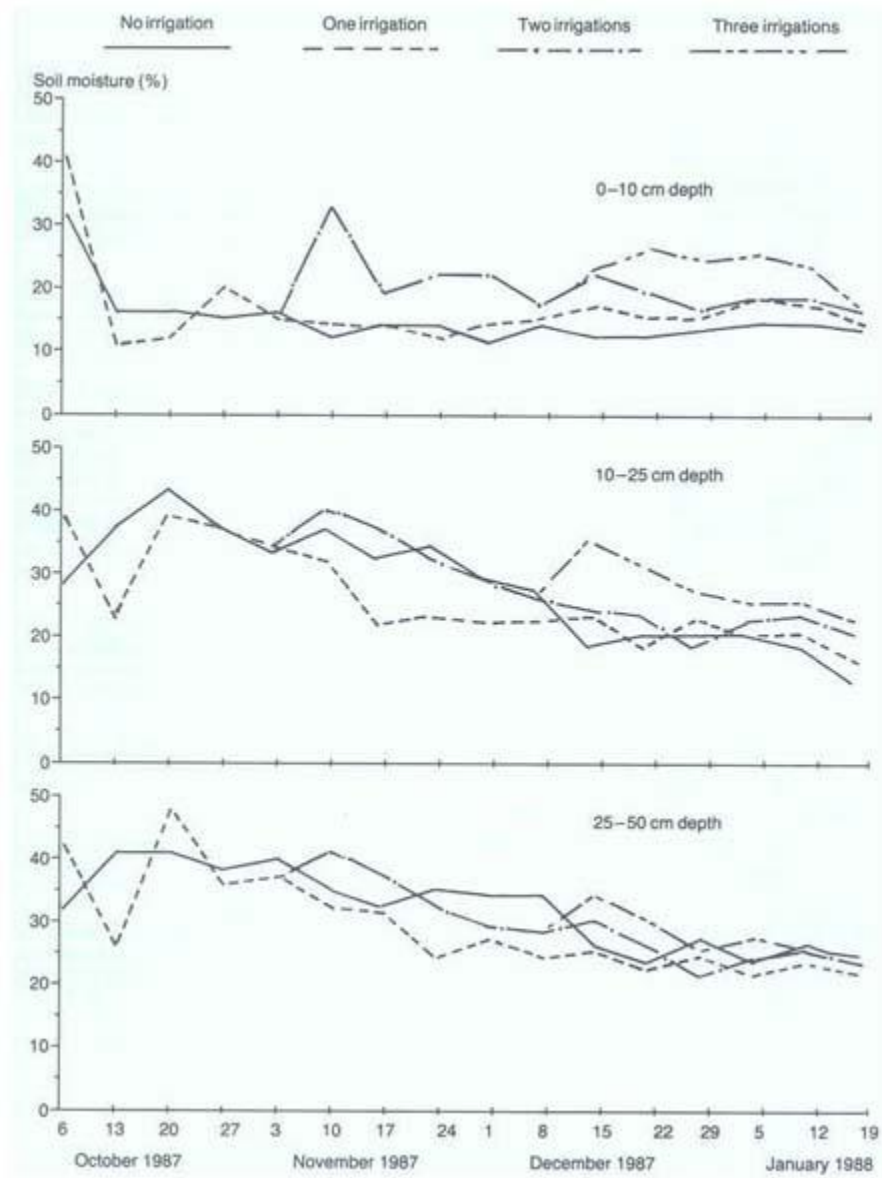 No irrigation One irrigation Two irrigations Three irrigations
Soil moisture (%)
50
40
30
20
10
0
0–10 cm depth
50
40
30
20
10
0
10–25 cm depth
50
40
30
20
10
0
25–50 cm depth
6 13 20 27 3 10 17 24 1 8 15 22 29 5 12 19
October 1987 November 1987 December 1987 January 1988